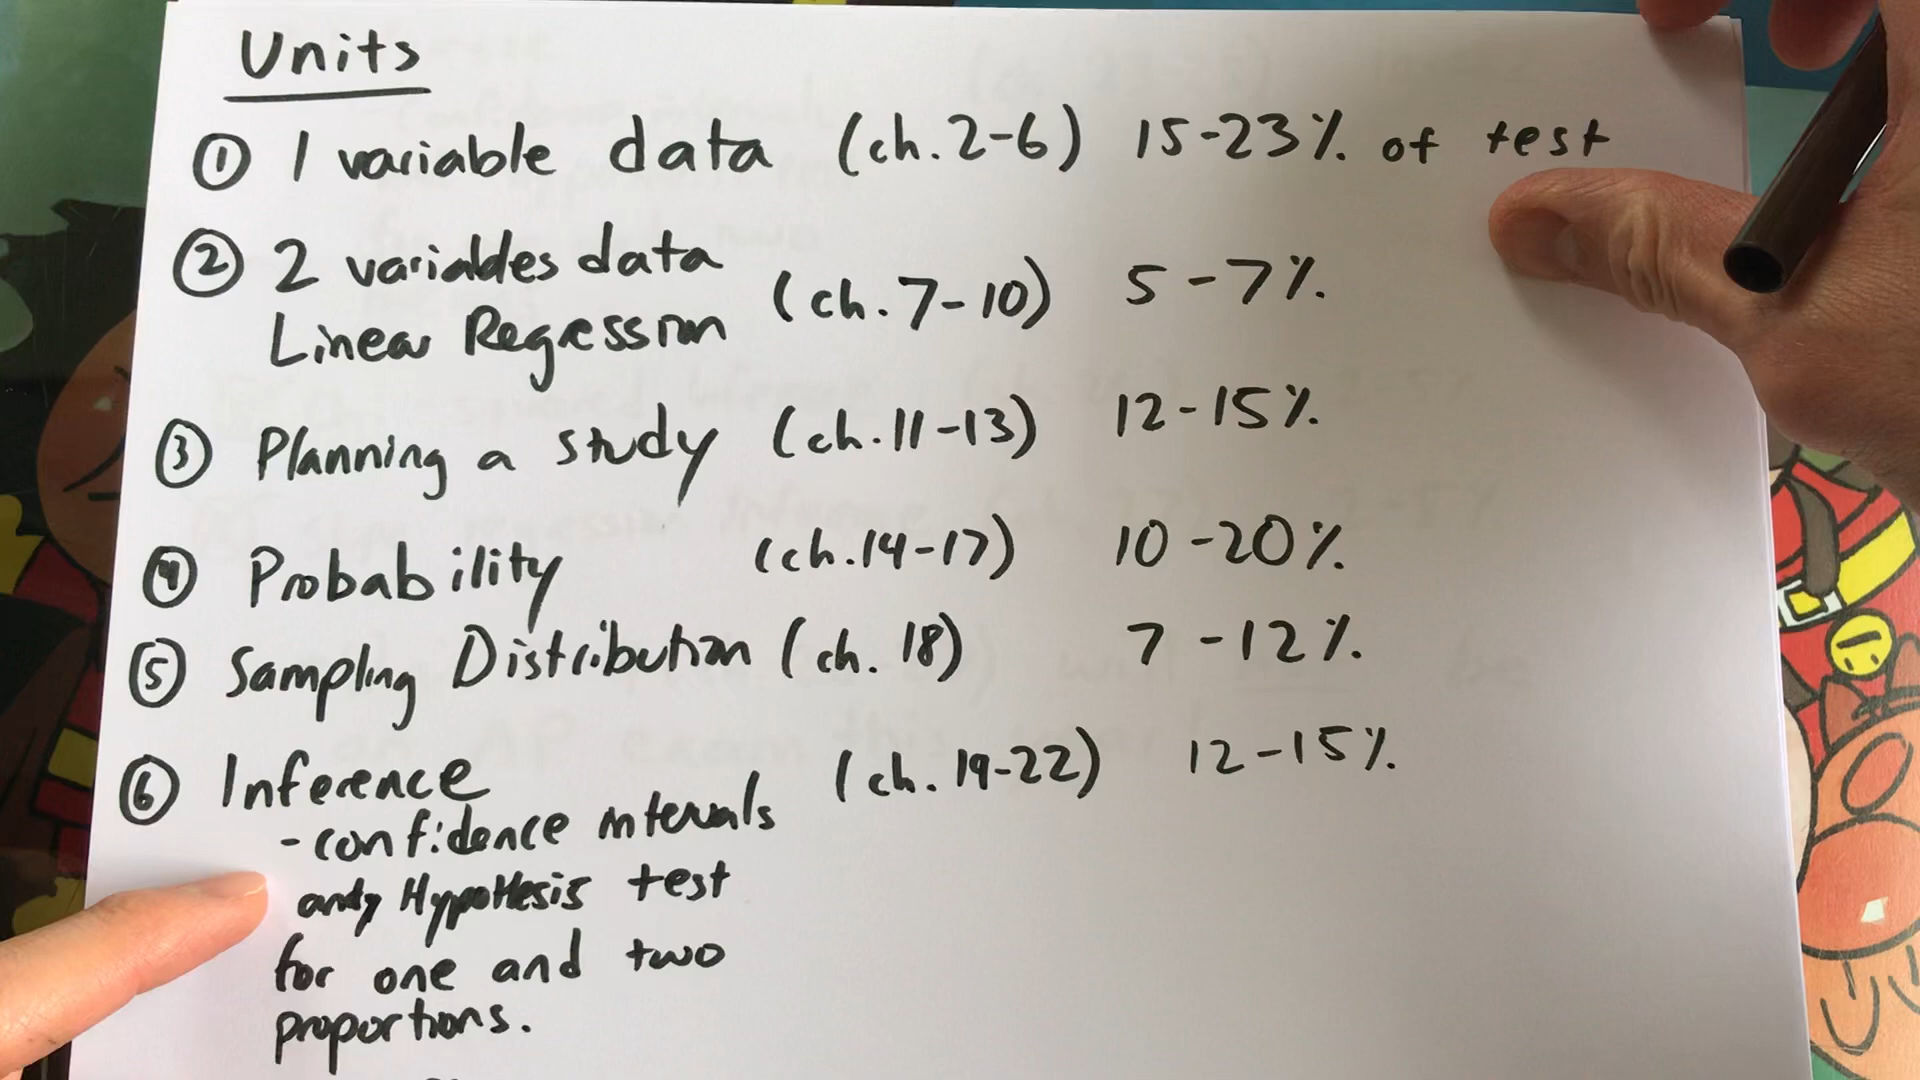 Units
① 1 variable data (ch. 2-6) 15-23% of test
② 2 variables data
Linear Regression (ch. 7-10) 5-7%
③ Planning a study (ch. 11-13) 12-15%
④ Probability (ch. 14-17) 10-20%
⑤ Sampling Distribution (ch. 18) 7-12%
⑥ Inference (ch. 19-22) 12-15%
- confidence intervals
Hypothesis test
for one and two
proportions.